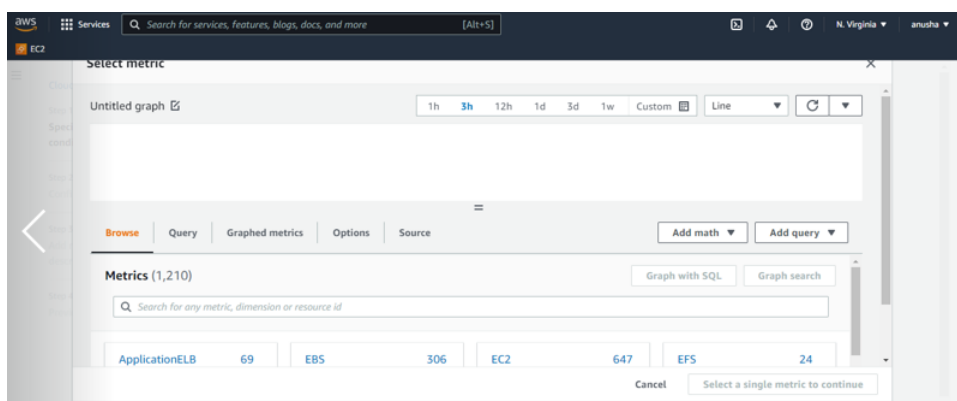 aws Services Search for services, features, blogs, docs, and more [Alt+S] N. Virginia anusha
EC2
Select metric
Untitled graph 1h 3h 12h 1d 3d 1w Custom Line
Browse Query Graphed metrics Options Source Add math Add query
Metrics (1,210) Graph with SQL Graph search
Search for any metric, dimension or resource id
ApplicationELB 69 EBS 306 EC2 647 EFS 24
Cancel Select a single metric to continue